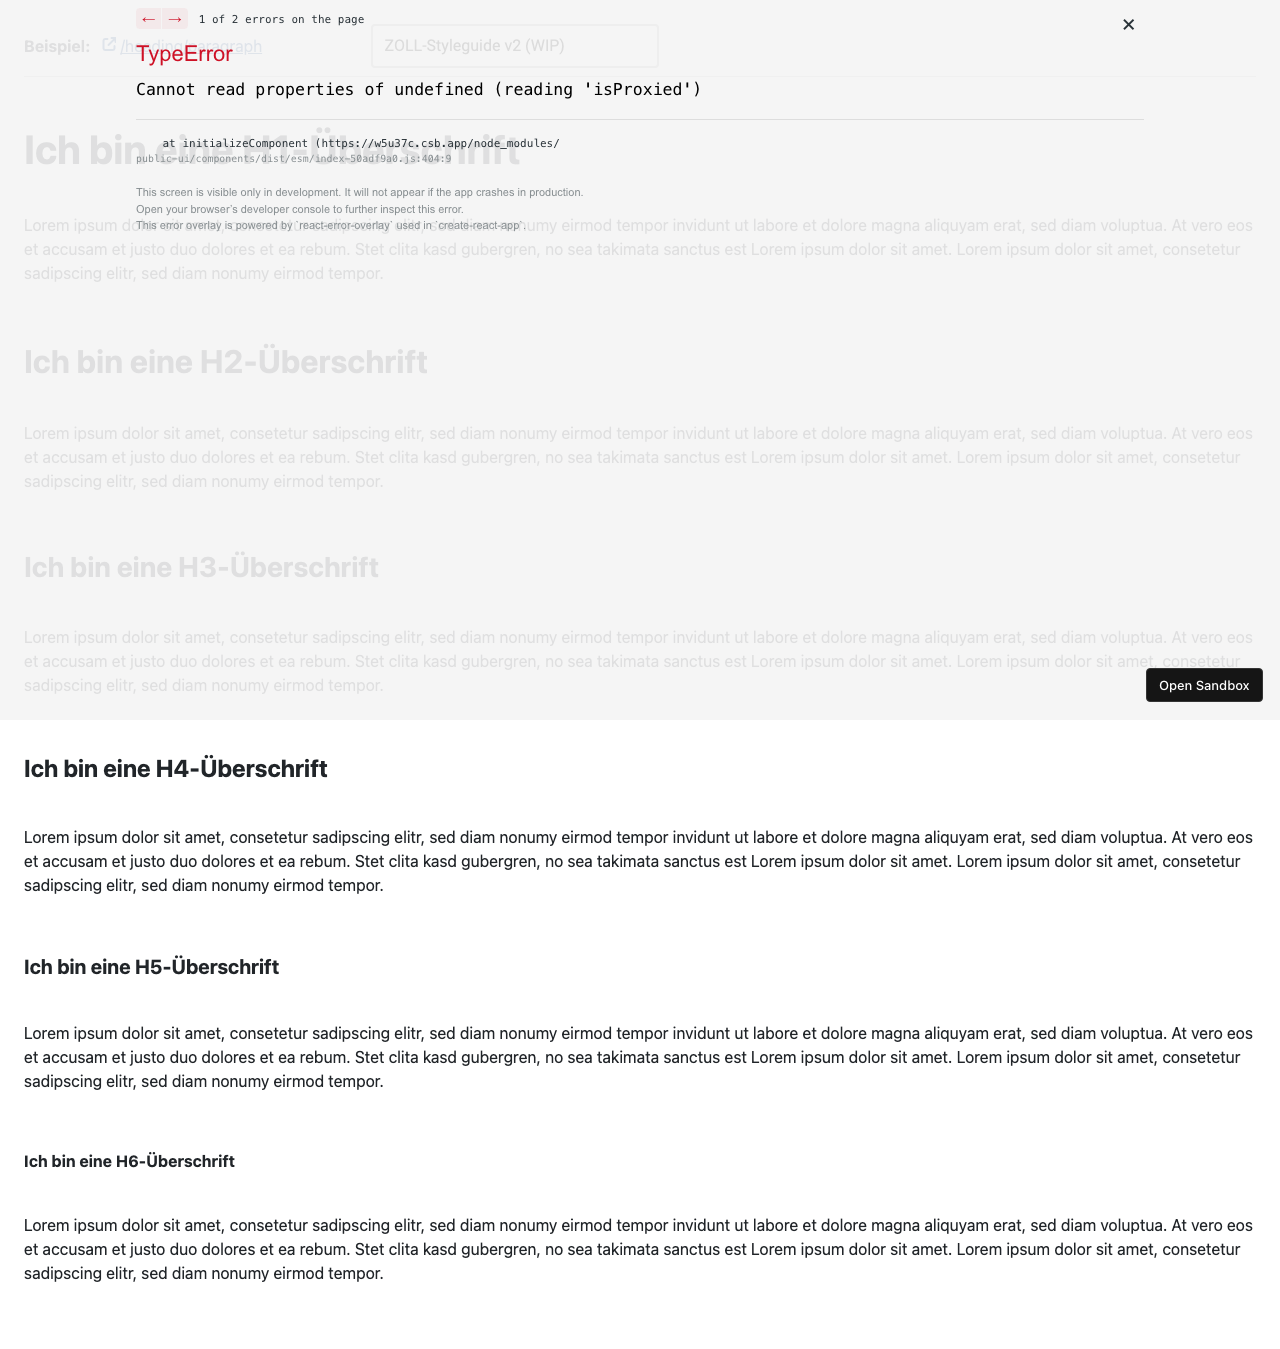 ← → 1 of 2 errors on the page
Beispiel: /heading/paragraph
ZOLL-Styleguide v2 (WIP)
TypeError
Cannot read properties of undefined (reading 'isProxied')
at initializeComponent (https://w5u37c.csb.app/node_modules/
public-ui/components/dist/esm/index-50adf9a0.js:404:9
Ich bin eine H1-Überschrift
This screen is visible only in development. It will not appear if the app crashes in production.
Open your browser's developer console to further inspect this error.
This error overlay is powered by `react-error-overlay` used in `create-react-app`.
Lorem ipsum dolor sit amet, consetetur sadipscing elitr, sed diam nonumy eirmod tempor invidunt ut labore et dolore magna aliquyam erat, sed diam voluptua. At vero eos
et accusam et justo duo dolores et ea rebum. Stet clita kasd gubergren, no sea takimata sanctus est Lorem ipsum dolor sit amet. Lorem ipsum dolor sit amet, consetetur
sadipscing elitr, sed diam nonumy eirmod tempor.
Ich bin eine H2-Überschrift
Lorem ipsum dolor sit amet, consetetur sadipscing elitr, sed diam nonumy eirmod tempor invidunt ut labore et dolore magna aliquyam erat, sed diam voluptua. At vero eos
et accusam et justo duo dolores et ea rebum. Stet clita kasd gubergren, no sea takimata sanctus est Lorem ipsum dolor sit amet. Lorem ipsum dolor sit amet, consetetur
sadipscing elitr, sed diam nonumy eirmod tempor.
Ich bin eine H3-Überschrift
Lorem ipsum dolor sit amet, consetetur sadipscing elitr, sed diam nonumy eirmod tempor invidunt ut labore et dolore magna aliquyam erat, sed diam voluptua. At vero eos
et accusam et justo duo dolores et ea rebum. Stet clita kasd gubergren, no sea takimata sanctus est Lorem ipsum dolor sit amet. Lorem ipsum dolor sit amet, consetetur
sadipscing elitr, sed diam nonumy eirmod tempor.
Open Sandbox
Ich bin eine H4-Überschrift
Lorem ipsum dolor sit amet, consetetur sadipscing elitr, sed diam nonumy eirmod tempor invidunt ut labore et dolore magna aliquyam erat, sed diam voluptua. At vero eos
et accusam et justo duo dolores et ea rebum. Stet clita kasd gubergren, no sea takimata sanctus est Lorem ipsum dolor sit amet. Lorem ipsum dolor sit amet, consetetur
sadipscing elitr, sed diam nonumy eirmod tempor.
Ich bin eine H5-Überschrift
Lorem ipsum dolor sit amet, consetetur sadipscing elitr, sed diam nonumy eirmod tempor invidunt ut labore et dolore magna aliquyam erat, sed diam voluptua. At vero eos
et accusam et justo duo dolores et ea rebum. Stet clita kasd gubergren, no sea takimata sanctus est Lorem ipsum dolor sit amet. Lorem ipsum dolor sit amet, consetetur
sadipscing elitr, sed diam nonumy eirmod tempor.
Ich bin eine H6-Überschrift
Lorem ipsum dolor sit amet, consetetur sadipscing elitr, sed diam nonumy eirmod tempor invidunt ut labore et dolore magna aliquyam erat, sed diam voluptua. At vero eos
et accusam et justo duo dolores et ea rebum. Stet clita kasd gubergren, no sea takimata sanctus est Lorem ipsum dolor sit amet. Lorem ipsum dolor sit amet, consetetur
sadipscing elitr, sed diam nonumy eirmod tempor.